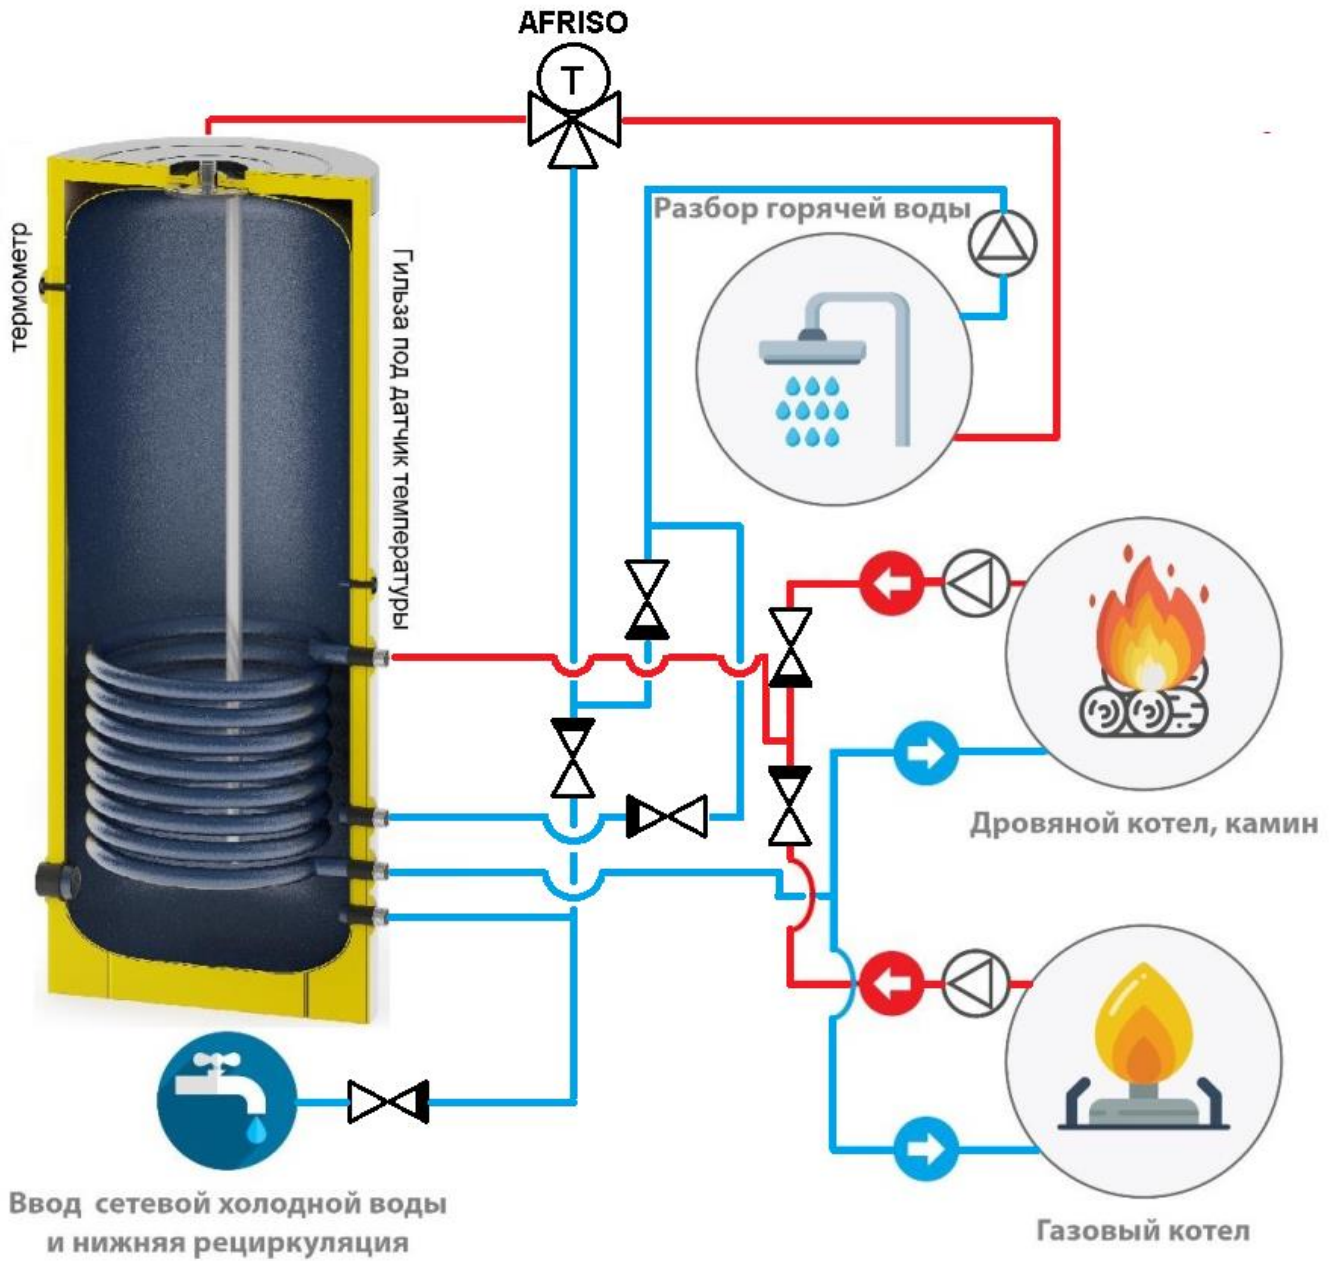 AFRISO
T
Разбор горячей воды
термометр
Гильза под датчик температуры
Дровяной котел, камин
Ввод сетевой холодной воды
и нижняя рециркуляция
Газовый котел